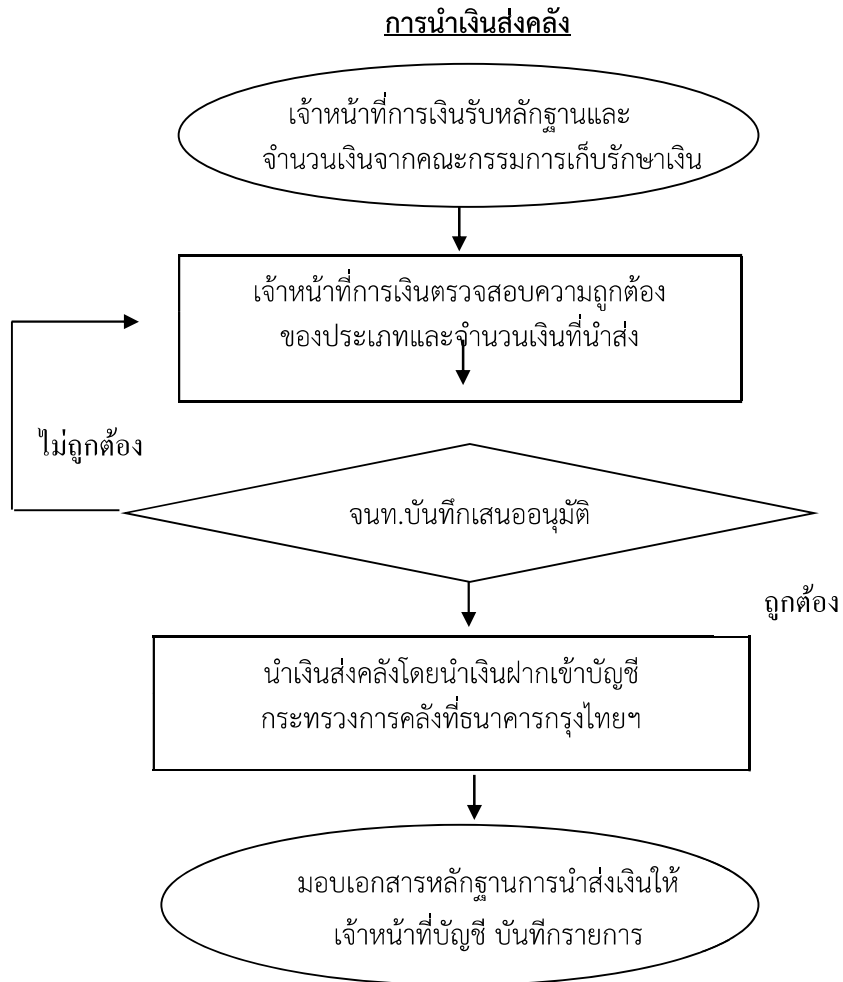 การนำเงินส่งคลัง
เจ้าหน้าที่การเงินรับหลักฐานและ
จำนวนเงินจากคณะกรรมการเก็บรักษาเงิน
เจ้าหน้าที่การเงินตรวจสอบความถูกต้อง
ของประเภทและจำนวนเงินที่นำส่ง
ไม่ถูกต้อง
จนท.บันทึกเสนออนุมัติ
ถูกต้อง
นำเงินส่งคลังโดยนำเงินฝากเข้าบัญชี
กระทรวงการคลังที่ธนาคารกรุงไทยฯ
มอบเอกสารหลักฐานการนำส่งเงินให้
เจ้าหน้าที่บัญชี บันทึกรายการ